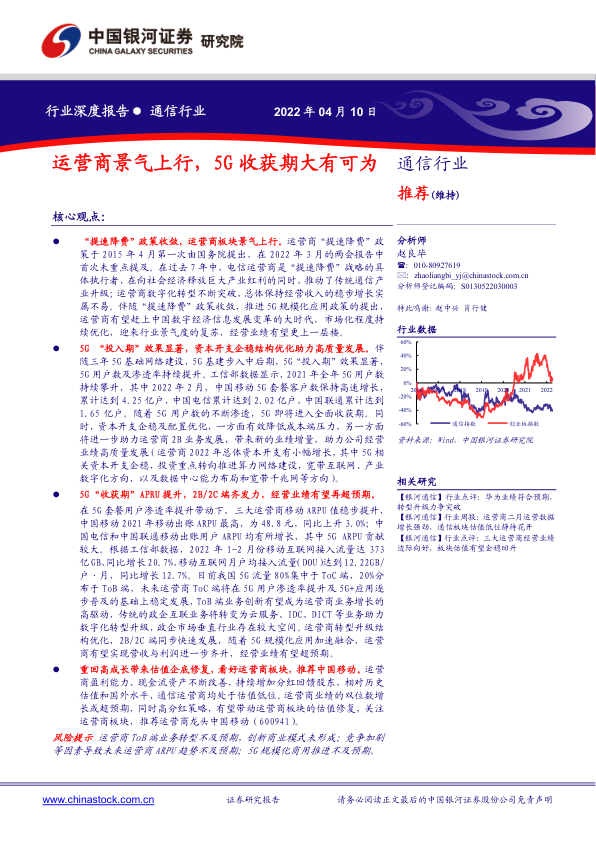 中国银河证券 研究院
CHINA GALAXY SECURITIES
行业深度报告● 通信行业
2022 年 04 月 10 日
运营商景气上行，5G 收获期大有可为
核心观点：
● “提速降费”政策收敛，运营商板块景气上行。运营商“提速降费”政
策于 2015 年 4 月第一次由国务院提出，在 2022 年 3 月的两会报告中
首次未重点提及。在过去 7 年中，电信运营商是“提速降费”战略的具
体执行者，在向社会经济释放巨大产业红利的同时，推动了传统通信产
业升级；运营商数字化转型不断突破，总体保持经营收入的稳步增长实
属不易。伴随“提速降费”政策收敛，推进 5G 规模化应用政策的提出，
运营商有望赶上中国数字经济信息发展变革的大时代，市场化程度持
续优化，迎来行业景气度的复苏，经营业绩有望更上一层楼。
● 5G “投入期”效果显著，资本开支企稳结构优化助力高质量发展。伴
随三年 5G 基础网络建设，5G 基建步入中后期，5G“投入期”效果显著，
5G 用户数及渗透率持续提升。工信部数据显示，2021 年全年 5G 用户数
持续攀升，其中 2022 年 2 月，中国移动 5G 套餐客户数保持高速增长，
累计达到 4.25 亿户，中国电信累计达到 2.02 亿户，中国联通累计达到
1.65 亿户。随着 5G 用户数的不断渗透，5G 即将进入全面收获期。同
时，资本开支企稳及配置优化，一方面有效降低成本端压力，另一方面
将进一步助力运营商 2B 业务发展，带来新的业绩增量，助力公司经营
业绩高质量发展（运营商 2022 年总体资本开支有小幅增长，其中 5G 相
关资本开支企稳，投资重点转向推进算力网络建设，宽带互联网、产业
数字化方向，以及数据中心能力布局和宽带千兆网等方向）。
● 5G“收获期”APRU 提升，2B/2C 端齐发力，经营业绩有望再超预期。
在 5G 套餐用户渗透率提升带动下，三大运营商移动 ARPU 值稳步提升，
中国移动 2021 年移动出账 ARPU 最高，为 48.8 元，同比上升 3.0%；中
国电信和中国联通移动出账用户 ARPU 均有所增长，其中 5G ARPU 贡献
较大。根据工信部数据，2022 年 1-2 月份移动互联网接入流量达 373
亿GB,同比增长 20.7%,移动互联网月户均接入流量(DOU)达到 12.22GB/
户·月，同比增长 12.7%。目前我国 5G 流量 80%集中于 ToC 端，20%分
布于 ToB 端，未来运营商 ToC 端将在 5G 用户渗透率提升及 5G+应用逐
步普及的基础上稳定发展，ToB 端业务创新有望成为运营商业务增长的
高驱动，传统的政企互联业务将转变为云服务、IDC、DICT 等业务助力
数字化转型升级，政企市场垂直行业存在较大空间。运营商转型升级结
构优化，2B/2C 端同步快速发展，随着 5G 规模化应用加速融合，运营
商有望实现营收与利润进一步齐升，经营业绩有望超预期。
● 重回高成长带来估值企底修复，看好运营商板块，推荐中国移动。运营
商盈利能力、现金流资产不断改善，持续增加分红回馈股东，相对历史
估值和国外水平，通信运营商均处于估值低位。运营商业绩的双位数增
长或超预期，同时高分红策略，有望带动运营商板块的估值修复，关注
运营商板块，推荐运营商龙头中国移动（600941）。
风险提示 运营商 ToB 端业务转型不及预期，创新商业模式未形成；竞争加剧
等因素导致未来运营商 ARPU 趋势不及预期；5G 规模化商用推进不及预期。
通信行业
推荐(维持)
分析师
赵良毕
☎: 010-80927619
✉: zhaoliangbi_yj@chinastock.com.cn
分析师登记编码：S0130522030003
特此鸣谢：赵中兴 肖行健
行业数据
60%
40%
20%
0%
-20%
-40%
-60%
2016 2017 2018 2019 2020 2021 2022
通信指数 创业板指数
资料来源：Wind，中国银河证券研究院
相关研究
【银河通信】行业点评：华为业绩符合预期，
转型升级力争突破
【银河通信】行业周报：运营商二月运营数据
增长强劲，通信板块估值低位静待花开
【银河通信】行业点评：三大运营商经营业绩
边际向好，板块估值有望企稳回升
www.chinastock.com.cn
证券研究报告
请务必阅读正文最后的中国银河证券股份公司免责声明